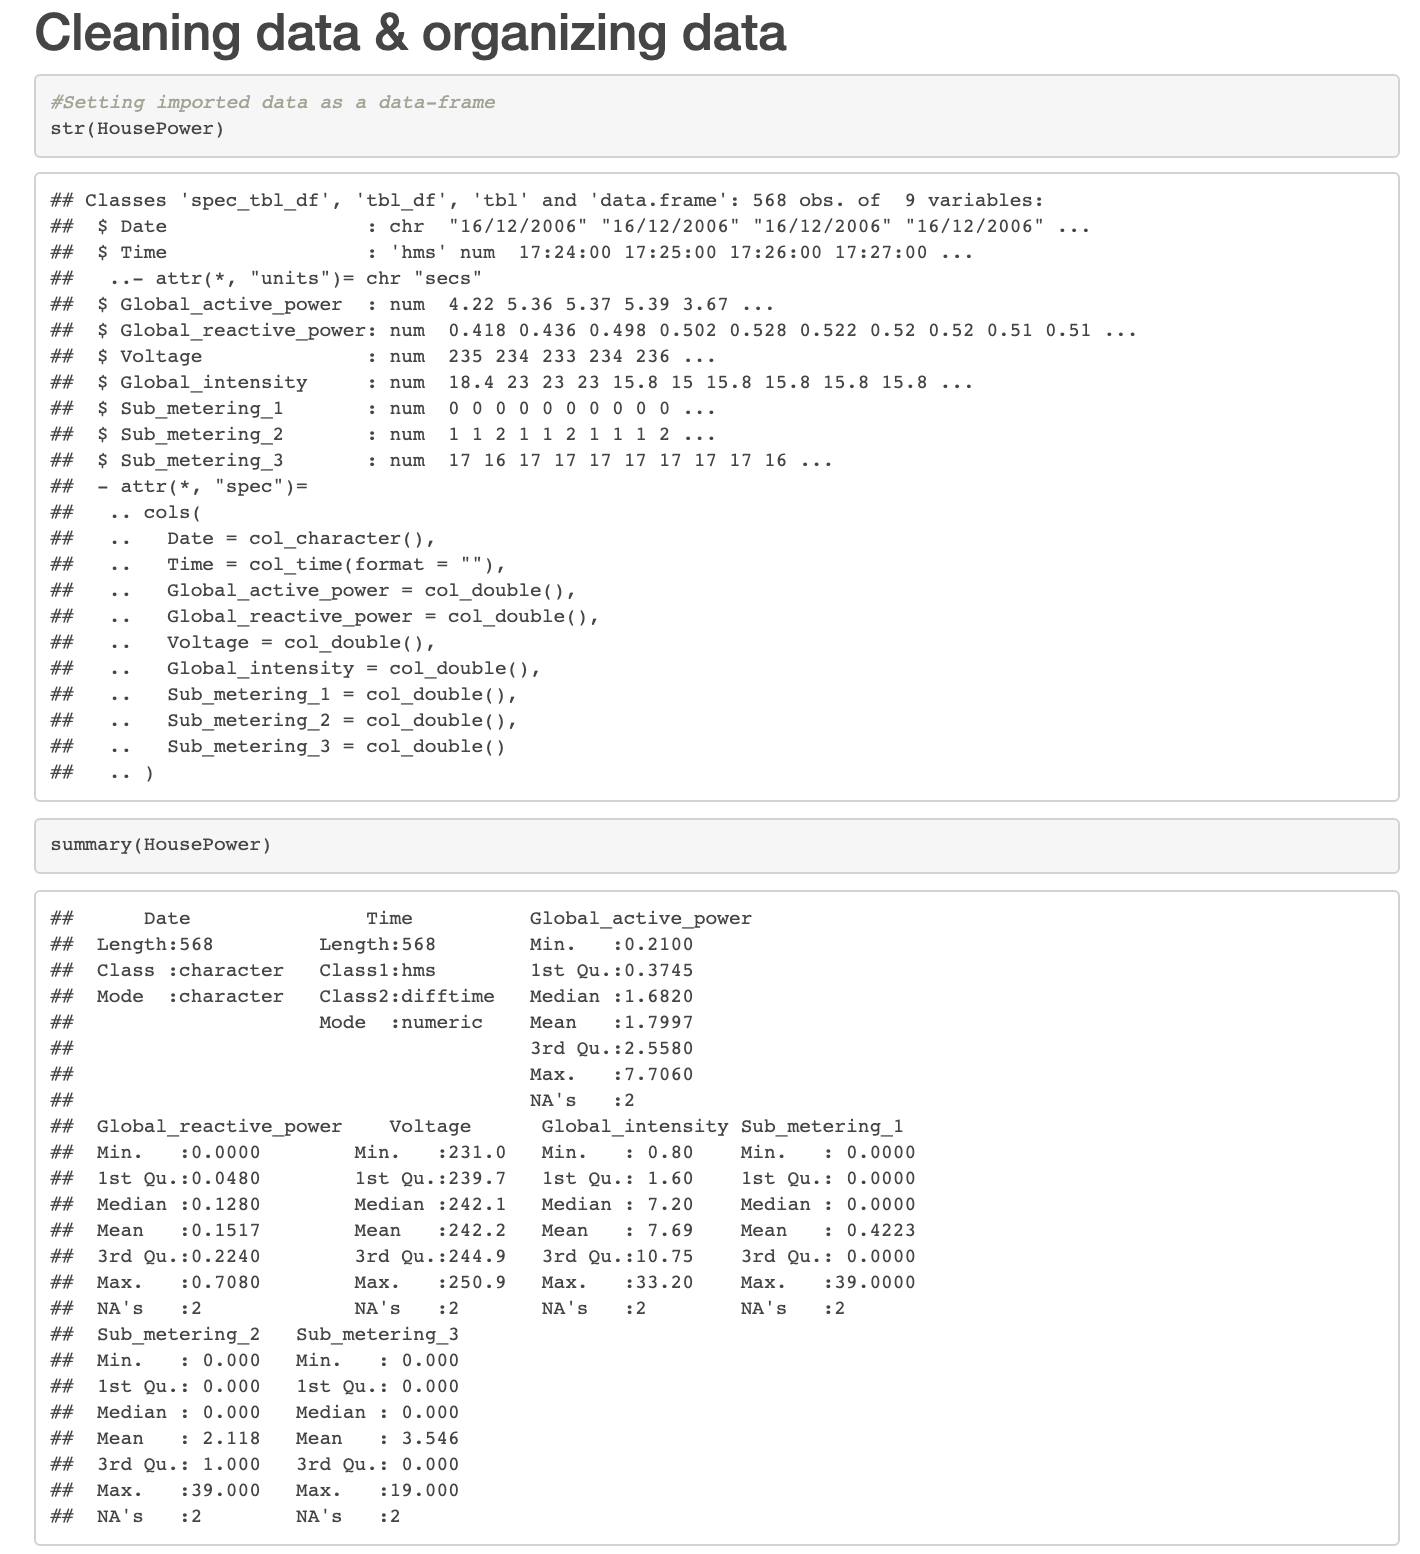 Cleaning data & organizing data
#Setting imported data as a data-frame
str(HousePower)
## Classes 'spec_tbl_df', 'tbl_df', 'tbl' and 'data.frame': 568 obs. of  9 variables:
##  $ Date                 : chr  "16/12/2006" "16/12/2006" "16/12/2006" "16/12/2006" ...
##  $ Time                 : 'hms' num  17:24:00 17:25:00 17:26:00 17:27:00 ...
##   ..- attr(*, "units")= chr "secs"
##  $ Global_active_power  : num  4.22 5.36 5.37 5.39 3.67 ...
##  $ Global_reactive_power: num  0.418 0.436 0.498 0.502 0.528 0.522 0.52 0.52 0.51 0.51 ...
##  $ Voltage              : num  235 234 233 234 236 ...
##  $ Global_intensity     : num  18.4 23 23 23 15.8 15 15.8 15.8 15.8 15.8 ...
##  $ Sub_metering_1       : num  0 0 0 0 0 0 0 0 0 0 ...
##  $ Sub_metering_2       : num  1 1 2 1 1 2 1 1 1 2 ...
##  $ Sub_metering_3       : num  17 16 17 17 17 17 17 17 17 16 ...
##  - attr(*, "spec")=
##   .. cols(
##   ..   Date = col_character(),
##   ..   Time = col_time(format = ""),
##   ..   Global_active_power = col_double(),
##   ..   Global_reactive_power = col_double(),
##   ..   Voltage = col_double(),
##   ..   Global_intensity = col_double(),
##   ..   Sub_metering_1 = col_double(),
##   ..   Sub_metering_2 = col_double(),
##   ..   Sub_metering_3 = col_double()
##   .. )
summary(HousePower)
##      Date               Time          Global_active_power
##  Length:568         Length:568        Min.   :0.2100
##  Class :character   Class1:hms        1st Qu.:0.3745
##  Mode  :character   Class2:difftime   Median :1.6820
##                     Mode  :numeric    Mean   :1.7997
##                                       3rd Qu.:2.5580
##                                       Max.   :7.7060
##                                       NA's   :2
##  Global_reactive_power    Voltage      Global_intensity Sub_metering_1
##  Min.   :0.0000        Min.   :231.0   Min.   : 0.80    Min.   : 0.0000
##  1st Qu.:0.0480        1st Qu.:239.7   1st Qu.: 1.60    1st Qu.: 0.0000
##  Median :0.1280        Median :242.1   Median : 7.20    Median : 0.0000
##  Mean   :0.1517        Mean   :242.2   Mean   : 7.69    Mean   : 0.4223
##  3rd Qu.:0.2240        3rd Qu.:244.9   3rd Qu.:10.75    3rd Qu.: 0.0000
##  Max.   :0.7080        Max.   :250.9   Max.   :33.20    Max.   :39.0000
##  NA's   :2             NA's   :2       NA's   :2        NA's   :2
##  Sub_metering_2   Sub_metering_3
##  Min.   : 0.000   Min.   : 0.000
##  1st Qu.: 0.000   1st Qu.: 0.000
##  Median : 0.000   Median : 0.000
##  Mean   : 2.118   Mean   : 3.546
##  3rd Qu.: 1.000   3rd Qu.: 0.000
##  Max.   :39.000   Max.   :19.000
##  NA's   :2        NA's   :2